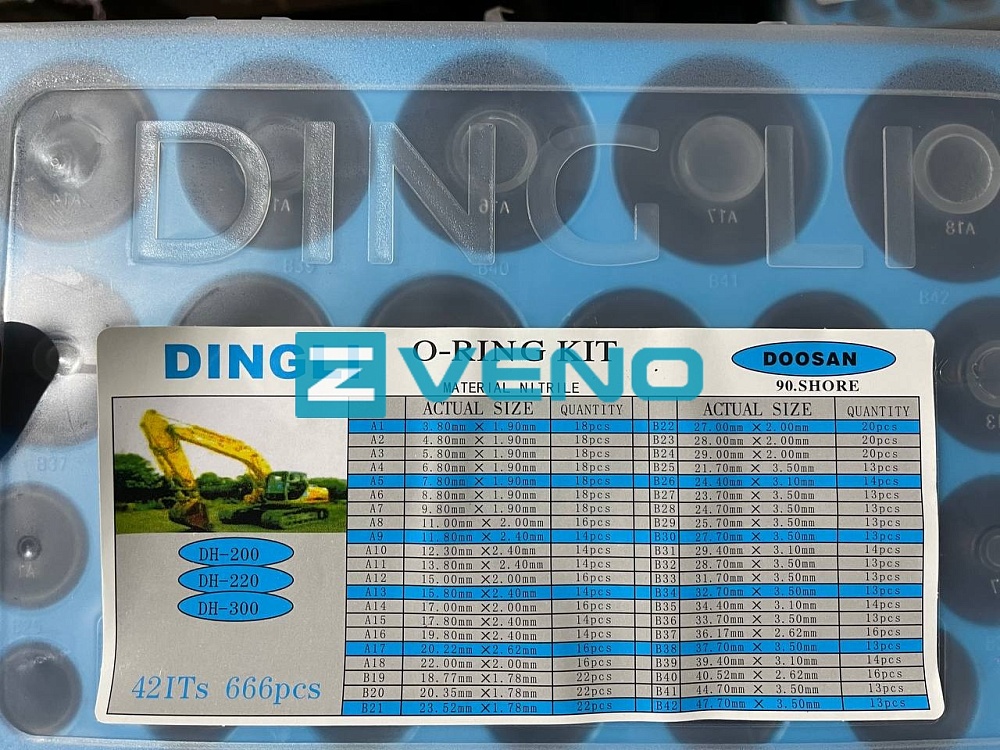 DINGLI
A14
A16
A17
A18
B39
B40
B41
B42
B37
DINGLI
O-RING KIT
MATERIAL NITRILE
ZVENO
DOOSAN
90.SHORE
ACTUAL SIZE QUANTITY ACTUAL SIZE QUANTITY
A1 3.80mm × 1.90mm 18pcs B22 27.00mm × 2.00mm 20pcs
A2 4.80mm × 1.90mm 18pcs B23 28.00mm × 2.00mm 20pcs
A3 5.80mm × 1.90mm 18pcs B24 29.00mm × 2.00mm 20pcs
A4 6.80mm × 1.90mm 18pcs B25 21.70mm × 3.50mm 13pcs
A5 7.80mm × 1.90mm 18pcs B26 24.40mm × 3.10mm 14pcs
A6 8.80mm × 1.90mm 18pcs B27 23.70mm × 3.50mm 13pcs
A7 9.80mm × 1.90mm 18pcs B28 24.70mm × 3.50mm 13pcs
A8 11.00mm × 2.00mm 16pcs B29 25.70mm × 3.50mm 13pcs
A9 11.80mm × 2.40mm 14pcs B30 27.70mm × 3.50mm 13pcs
A10 12.30mm × 2.40mm 14pcs B31 29.40mm × 3.10mm 14pcs
A11 13.80mm × 2.40mm 14pcs B32 28.70mm × 3.50mm 13pcs
A12 15.00mm × 2.00mm 16pcs B33 31.70mm × 3.50mm 13pcs
A13 15.80mm × 2.40mm 14pcs B34 32.70mm × 3.50mm 13pcs
A14 17.00mm × 2.00mm 16pcs B35 34.40mm × 3.10mm 14pcs
A15 17.80mm × 2.40mm 14pcs B36 33.70mm × 3.50mm 13pcs
A16 19.80mm × 2.40mm 14pcs B37 36.17mm × 2.62mm 16pcs
A17 20.22mm × 2.62mm 16pcs B38 37.70mm × 3.50mm 13pcs
A18 22.00mm × 2.00mm 16pcs B39 39.40mm × 3.10mm 14pcs
B19 18.77mm × 1.78mm 22pcs B40 40.52mm × 2.62mm 16pcs
B20 20.35mm × 1.78mm 22pcs B41 44.70mm × 3.50mm 13pcs
B21 23.52mm × 1.78mm 22pcs B42 47.70mm × 3.50mm 13pcs
DH-200
DH-220
DH-300
42ITs 666pcs